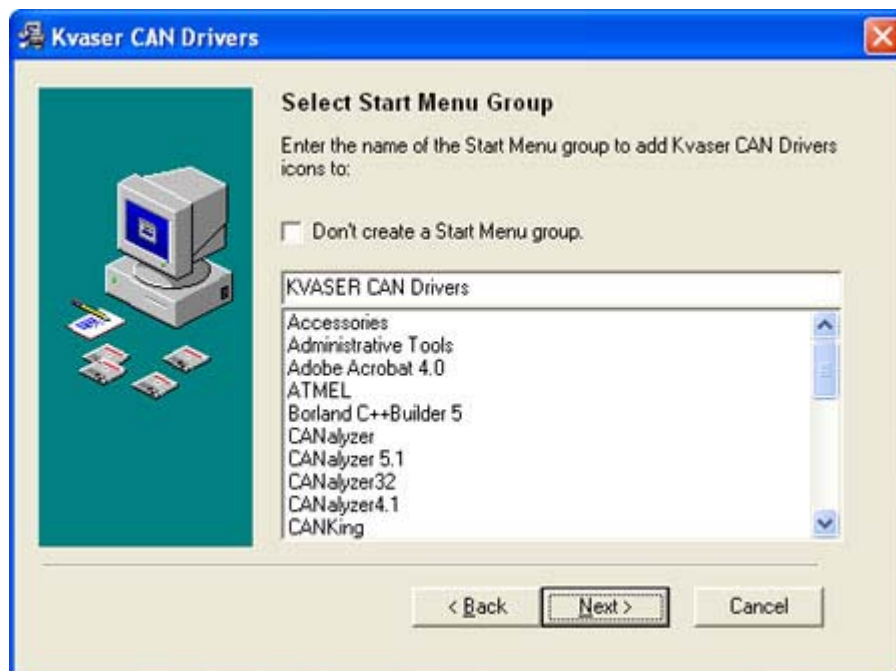 Kvaser CAN Drivers
Select Start Menu Group
Enter the name of the Start Menu group to add Kvaser CAN Drivers
icons to:
Don't create a Start Menu group.
KVASER CAN Drivers
Accessories
Administrative Tools
Adobe Acrobat 4.0
ATMEL
Borland C++Builder 5
CANalyzer
CANalyzer 5.1
CANalyzer32
CANalyzer4.1
CANKing
< Back
Next >
Cancel